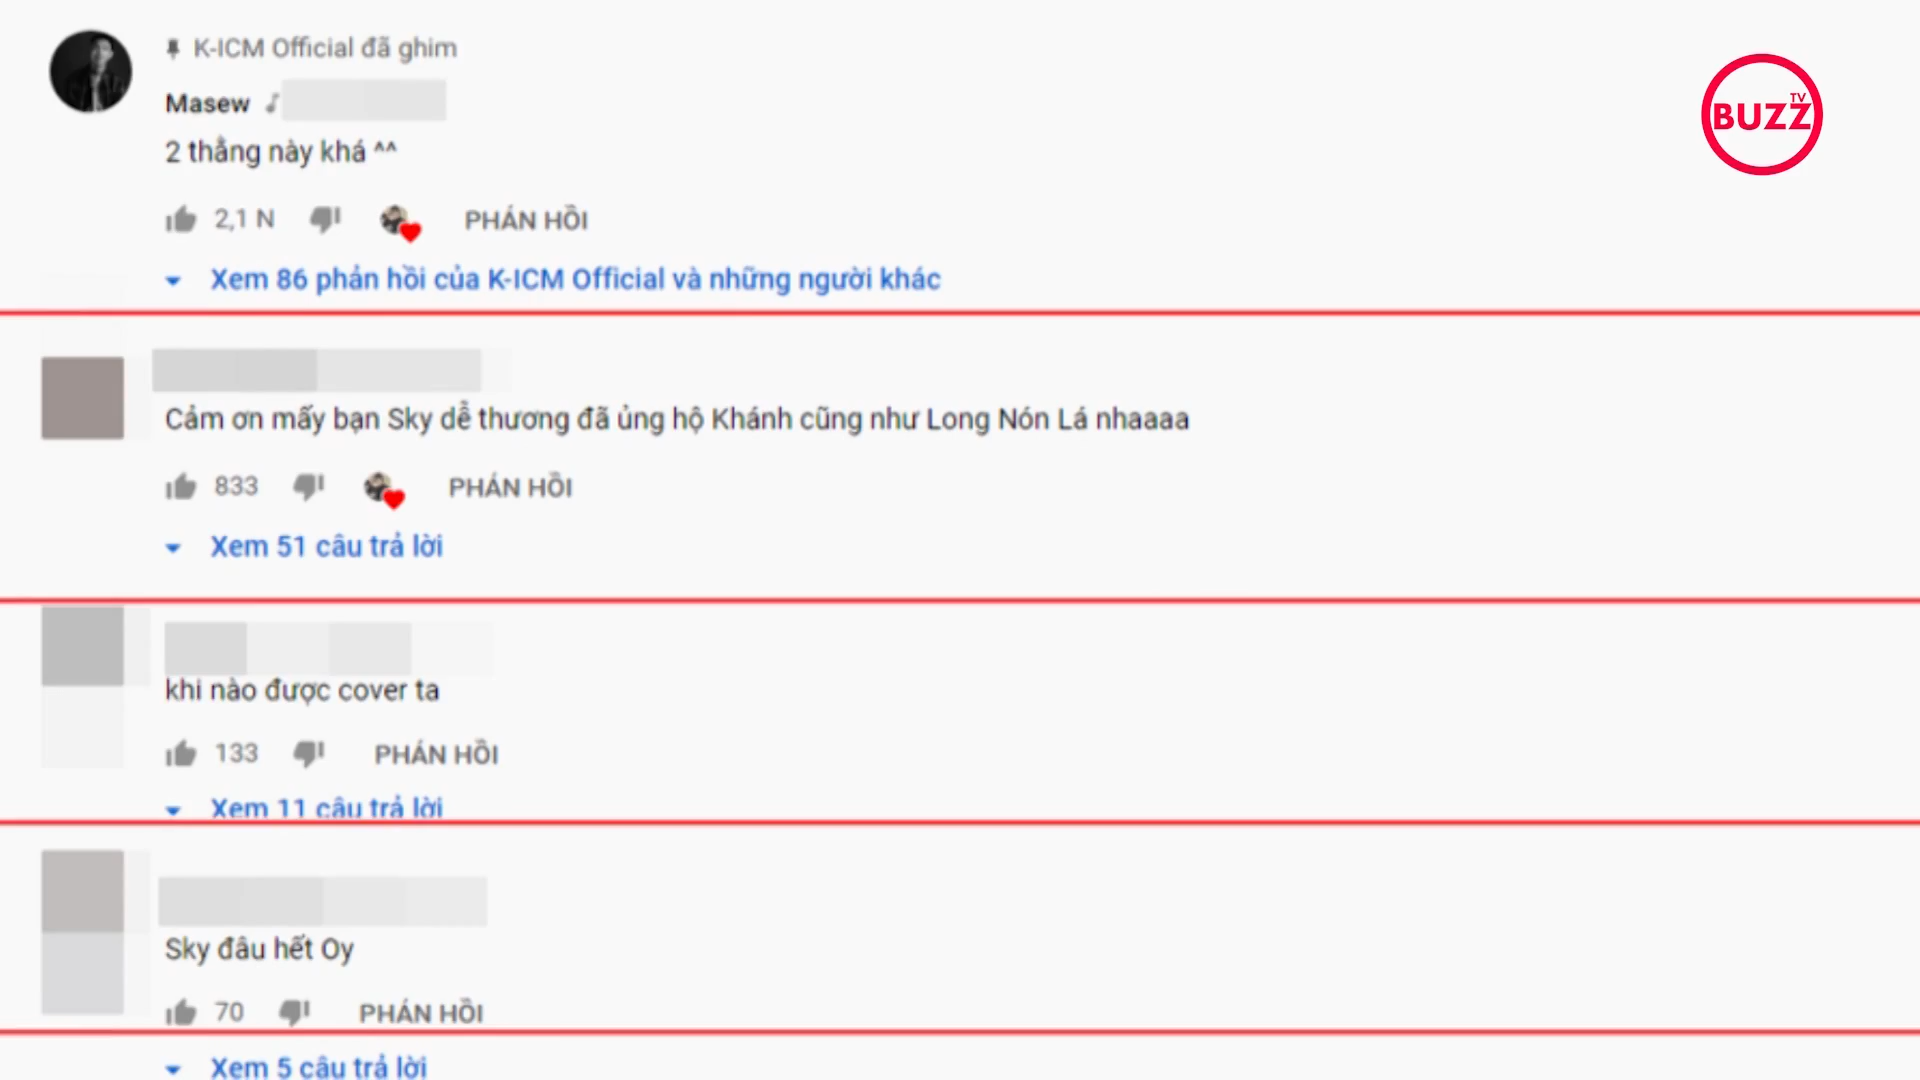 K-ICM Official đã ghim
Masew
2 thằng này khá ^^
2,1 N PHẢN HỒI
Xem 86 phản hồi của K-ICM Official và những người khác
BUZZ TV
Cảm ơn mấy bạn Sky dễ thương đã ủng hộ Khánh cũng như Long Nón Lá nhaaaa
833 PHẢN HỒI
Xem 51 câu trả lời
khi nào được cover ta
133 PHẢN HỒI
Xem 11 câu trả lời
Sky đâu hết Oy
70 PHẢN HỒI
Xem 5 câu trả lời